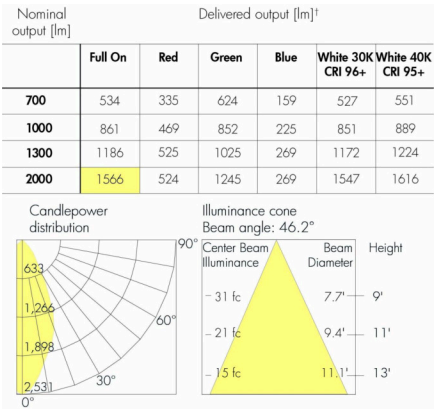 Nominal output [lm]
Delivered output [lm]†
Full On Red Green Blue White 30K CRI 96+ White 40K CRI 95+
700 534 335 624 159 527 551
1000 861 469 852 225 851 889
1300 1186 525 1025 269 1172 1224
2000 1566 524 1245 269 1547 1616
Candlepower distribution
90°
633
1,266
60°
1,898
30°
2,531
0°
Illuminance cone
Beam angle: 46.2°
Center Beam Illuminance Beam Diameter Height
31 fc 7.7' 9'
21 fc 9.4' 11'
15 fc 11.1' 13'